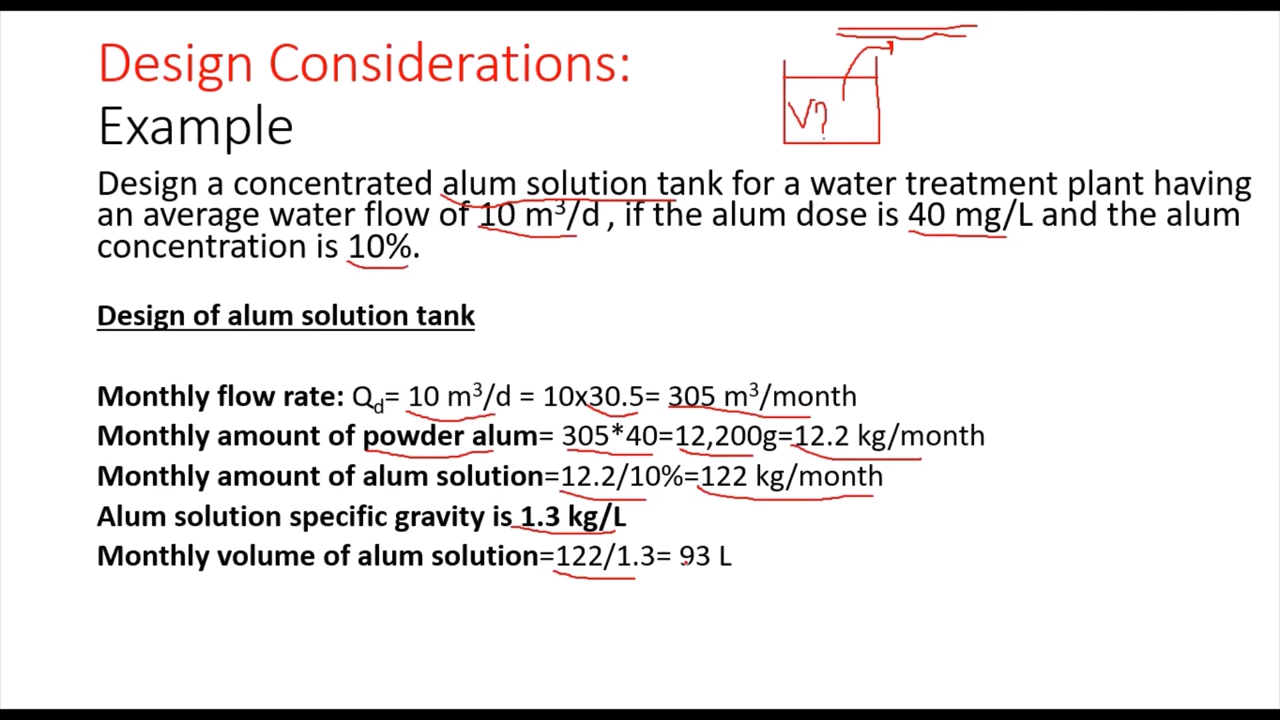 Design Considerations:
Example
V?
Design a concentrated alum solution tank for a water treatment plant having
an average water flow of 10 m³/d , if the alum dose is 40 mg/L and the alum
concentration is 10%.
Design of alum solution tank
Monthly flow rate: Qd= 10 m³/d = 10x30.5= 305 m³/month
Monthly amount of powder alum= 305*40=12,200g=12.2 kg/month
Monthly amount of alum solution=12.2/10%=122 kg/month
Alum solution specific gravity is 1.3 kg/L
Monthly volume of alum solution=122/1.3= 93 L